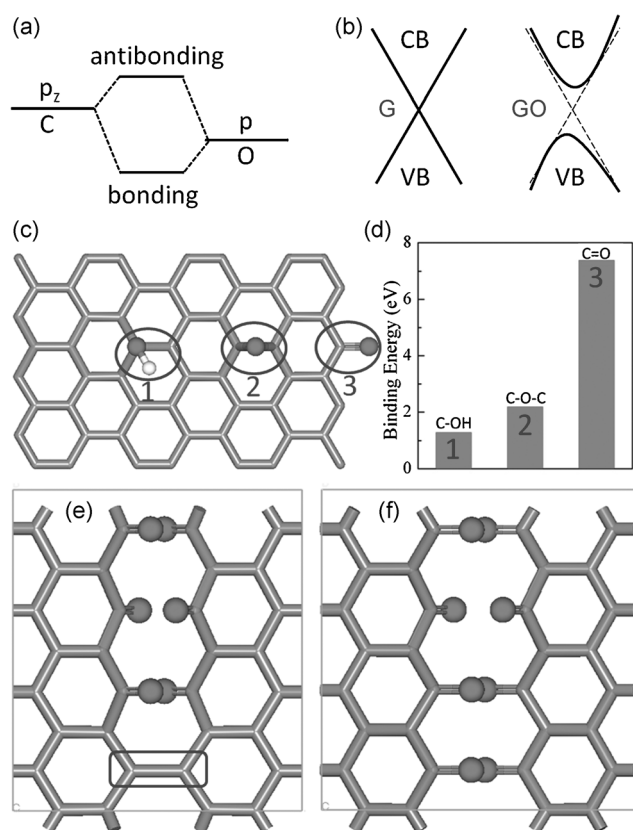 (a)
antibonding
p_z
C
p
O
bonding
(b)
CB
CB
G
GO
VB
VB
(c)
1
2
3
(d)
Binding Energy (eV)
8
6
4
2
0
C-OH
1
C-O-C
2
C=O
3
(e)
(f)